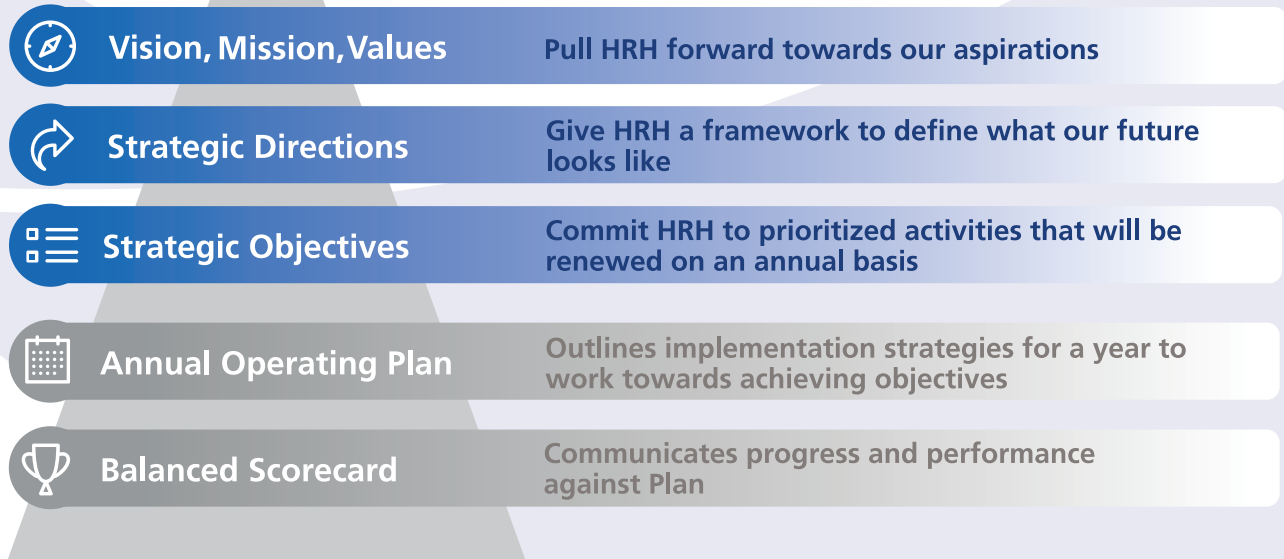 Vision, Mission, Values
Pull HRH forward towards our aspirations
Strategic Directions
Give HRH a framework to define what our future
looks like
Strategic Objectives
Commit HRH to prioritized activities that will be
renewed on an annual basis
Annual Operating Plan
Outlines implementation strategies for a year to
work towards achieving objectives
Balanced Scorecard
Communicates progress and performance
against Plan